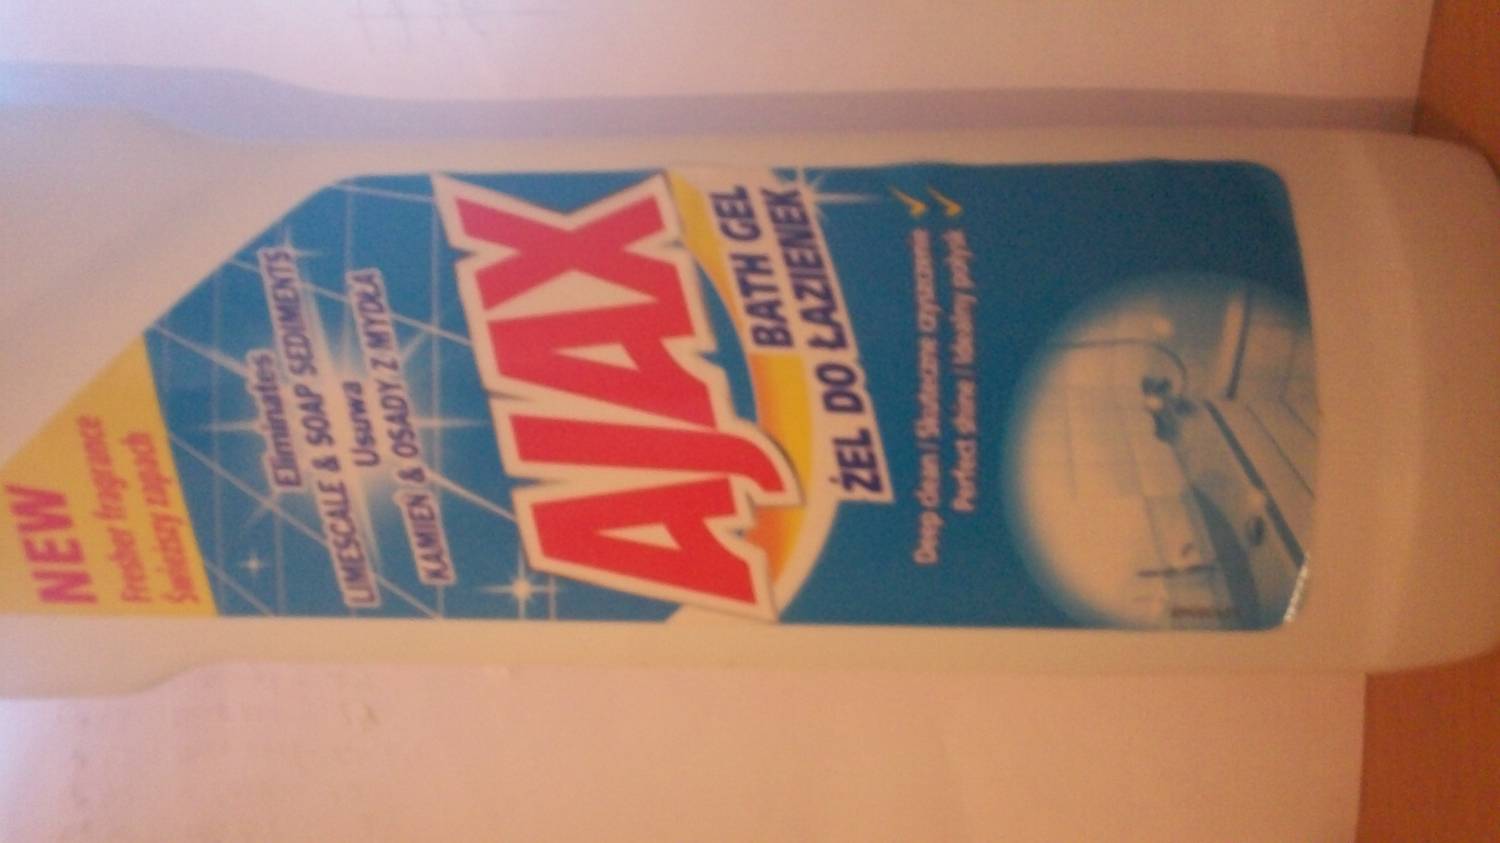 NEW
Fresher fragrance
Świeższy zapach
Eliminates
LIMESCALE & SOAP SEDIMENTS
Usuwa
KAMIEŃ & OSADY Z MYDŁA
AJAX
BATH GEL
ŻEL DO ŁAZIENEK
Deep clean / Skuteczne czyszczenie
Perfect shine / Idealny połysk